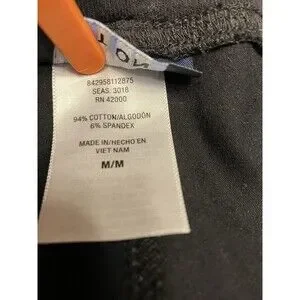 842958112875
SEAS. 3018
RN 42000
94% COTTON/ALGODÓN
6% SPANDEX
MADE IN/HECHO EN
VIET NAM
M/M